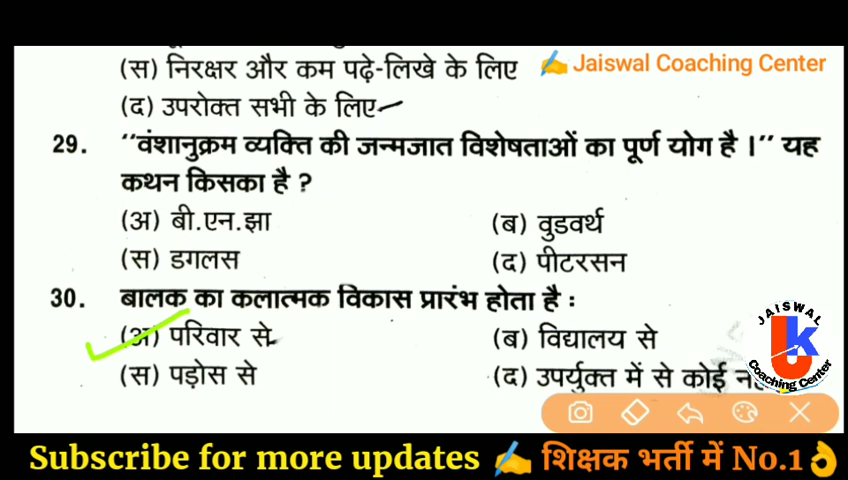 (स) निरक्षर और कम पढ़े-लिखे के लिए
✍ Jaiswal Coaching Center
(द) उपरोक्त सभी के लिए
29. "वंशानुक्रम व्यक्ति की जन्मजात विशेषताओं का पूर्ण योग है।" यह
कथन किसका है ?
(अ) बी.एन.झा (ब) वुडवर्थ
(स) डगलस (द) पीटरसन
30. बालक का कलात्मक विकास प्रारंभ होता है :
(अ) परिवार से (ब) विद्यालय से
(स) पड़ोस से (द) उपर्युक्त में से कोई
JAISWAL
JK
Coaching Center
Subscribe for more updates ✍ शिक्षक भर्ती में No.1👌